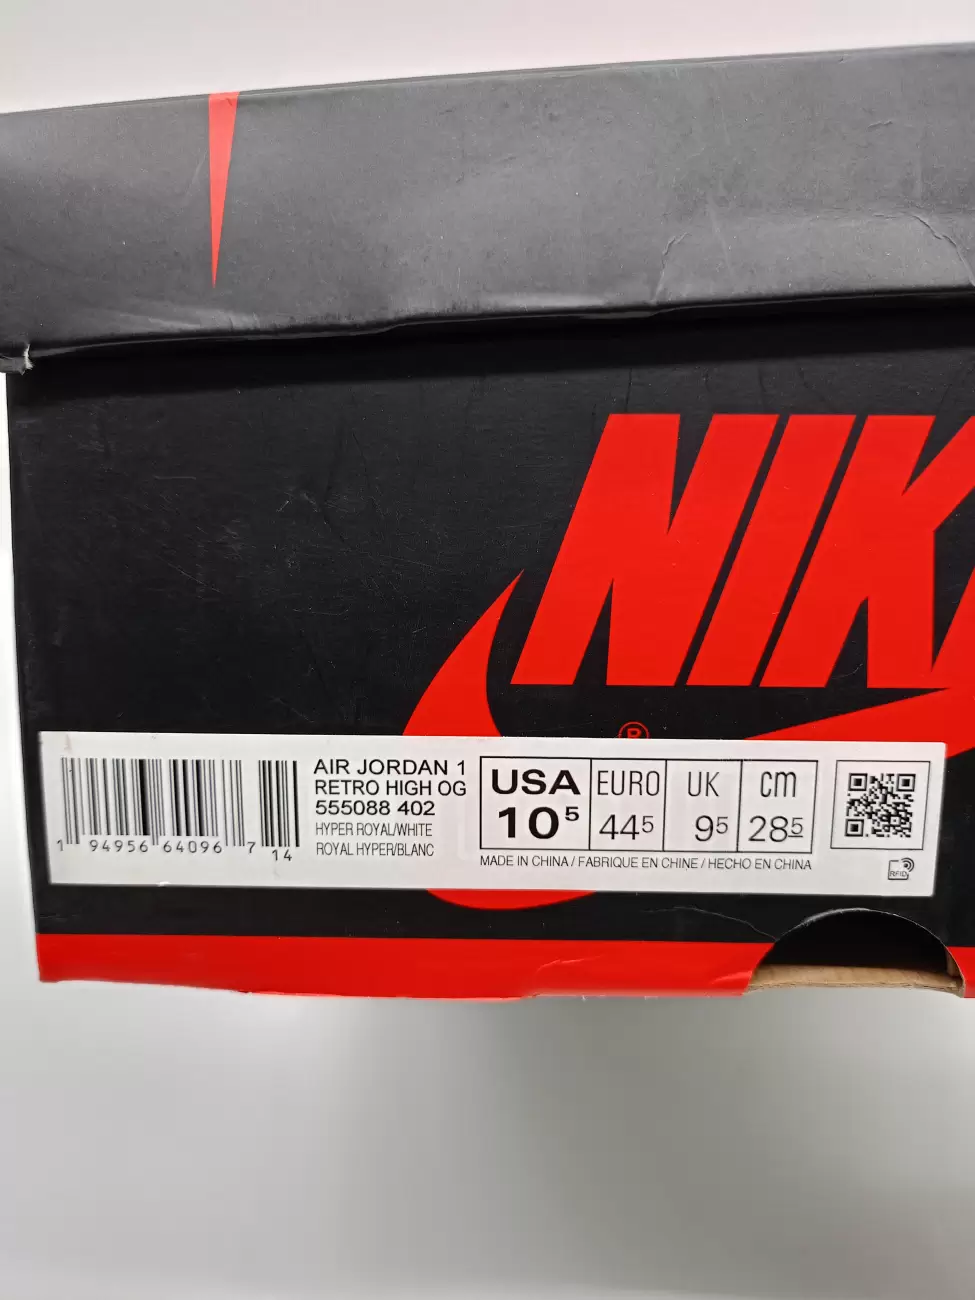 NIK
®
AIR JORDAN 1
RETRO HIGH OG
555088 402
HYPER ROYAL/WHITE
ROYAL HYPER/BLANC
1 94956 64096 7 14
USA EURO UK cm
10⁵ 44⁵ 9⁵ 28⁵
MADE IN CHINA / FABRIQUE EN CHINE / HECHO EN CHINA
RFID